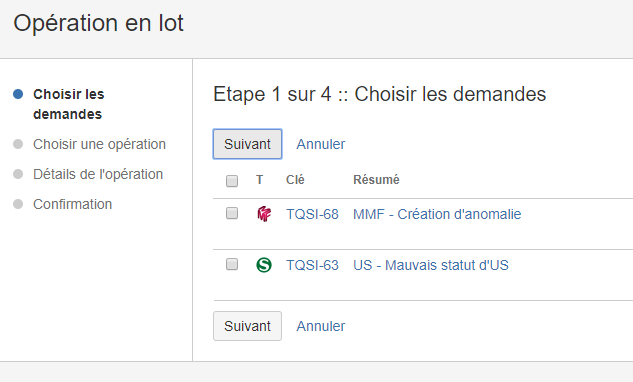 Opération en lot
Choisir les
demandes
Choisir une opération
Détails de l'opération
Confirmation
Etape 1 sur 4 :: Choisir les demandes
Suivant Annuler
T Clé Résumé
TQSI-68 MMF - Création d'anomalie
TQSI-63 US - Mauvais statut d'US
Suivant Annuler